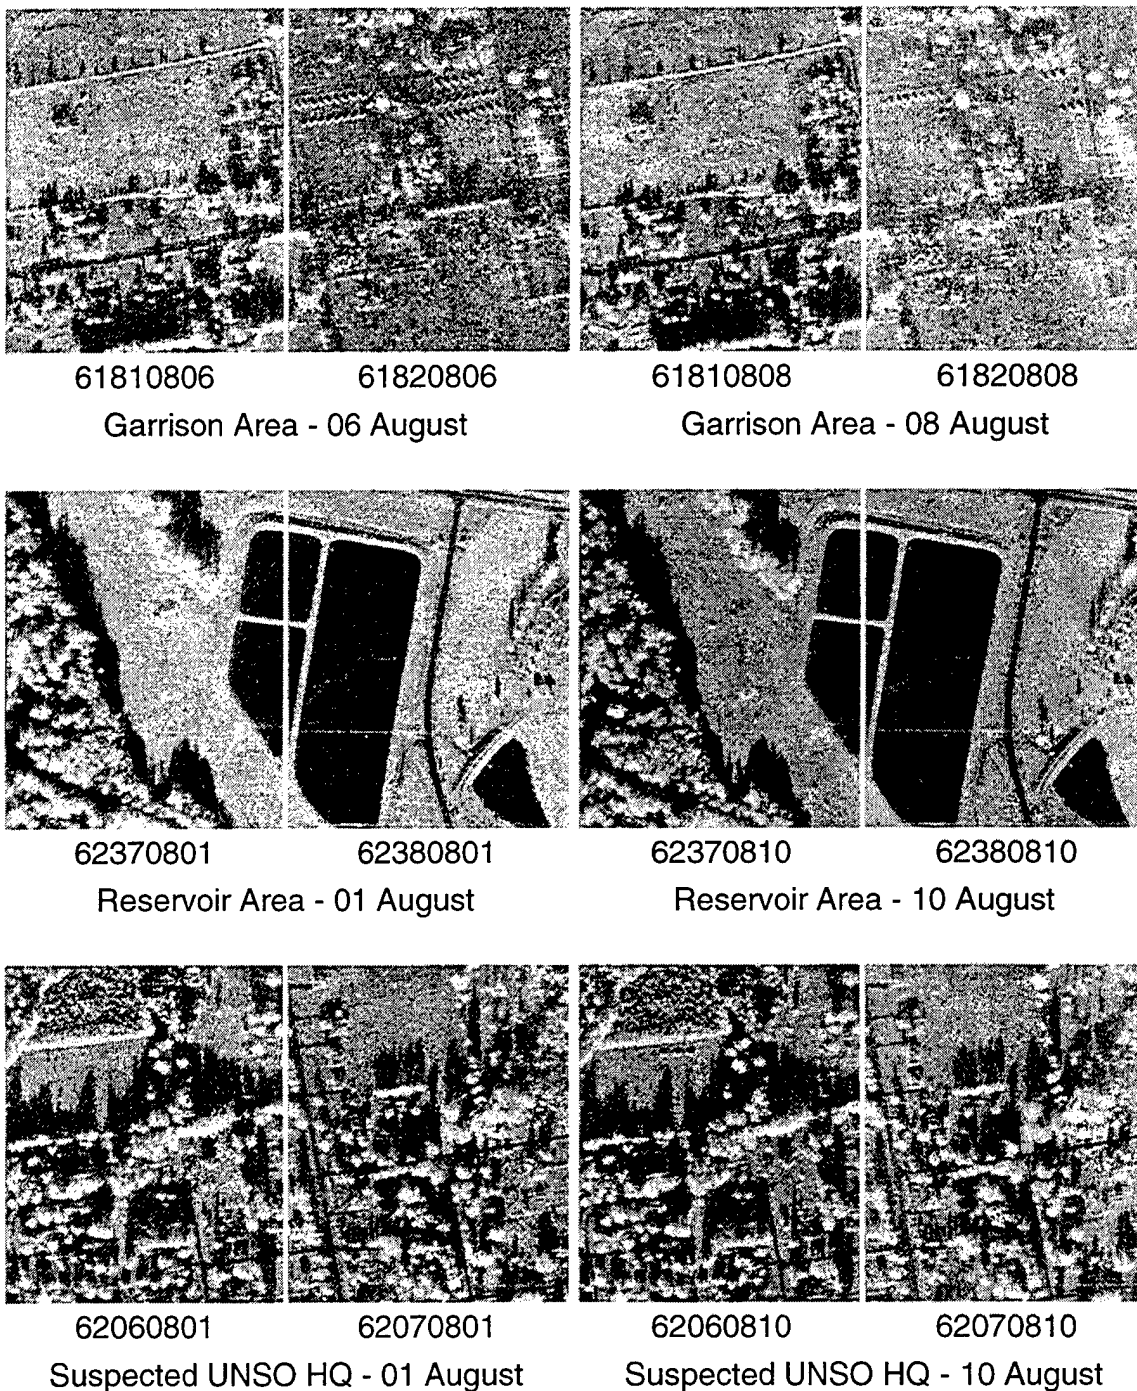 61810806 61820806 61810808 61820808
Garrison Area - 06 August Garrison Area - 08 August
62370801 62380801 62370810 62380810
Reservoir Area - 01 August Reservoir Area - 10 August
62060801 62070801 62060810 62070810
Suspected UNSO HQ - 01 August Suspected UNSO HQ - 10 August